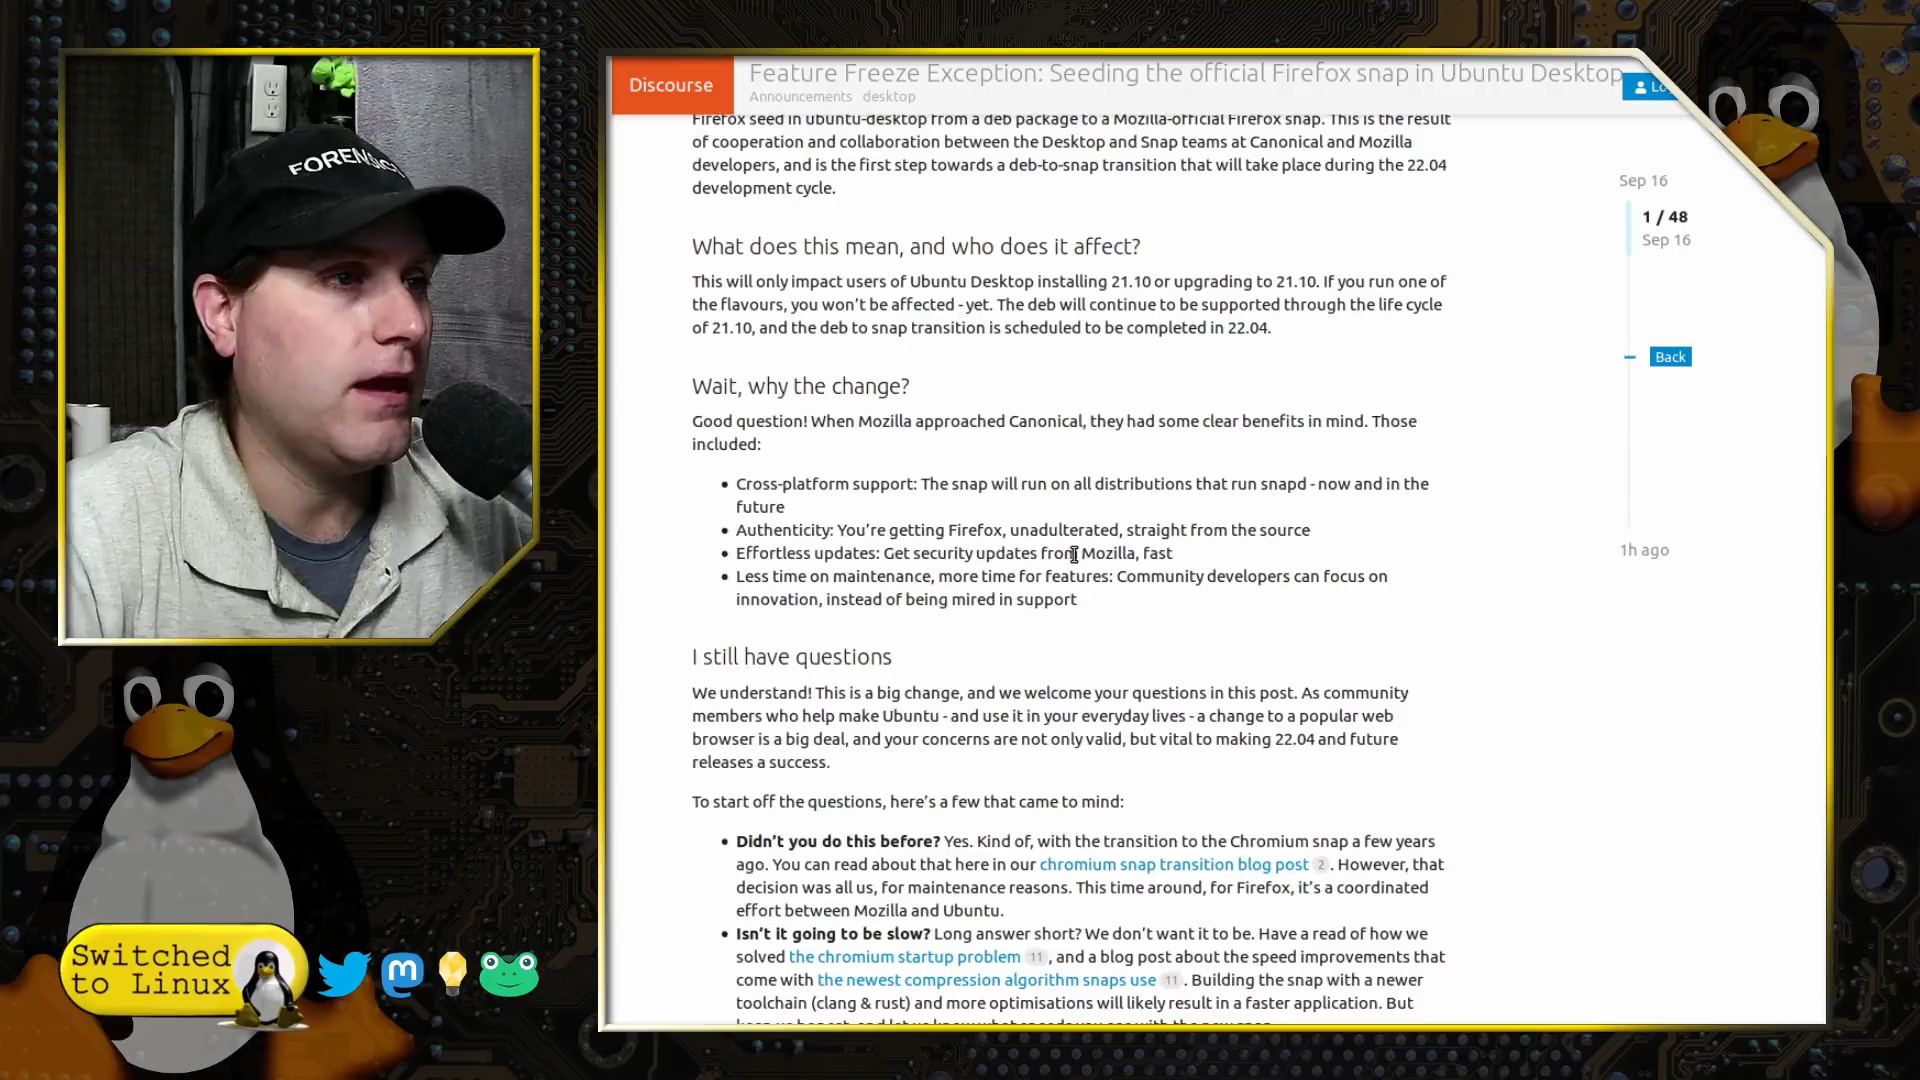 FORENSIC
Discourse
Feature Freeze Exception: Seeding the official Firefox snap in Ubuntu Desktop
Announcements desktop
Firefox seed in ubuntu-desktop from a deb package to a Mozilla-official Firefox snap. This is the result
of cooperation and collaboration between the Desktop and Snap teams at Canonical and Mozilla
developers, and is the first step towards a deb-to-snap transition that will take place during the 22.04
development cycle.
What does this mean, and who does it affect?
This will only impact users of Ubuntu Desktop installing 21.10 or upgrading to 21.10. If you run one of
the flavours, you won't be affected - yet. The deb will continue to be supported through the life cycle
of 21.10, and the deb to snap transition is scheduled to be completed in 22.04.
Wait, why the change?
Good question! When Mozilla approached Canonical, they had some clear benefits in mind. Those
included:
• Cross-platform support: The snap will run on all distributions that run snapd - now and in the
future
• Authenticity: You're getting Firefox, unadulterated, straight from the source
• Effortless updates: Get security updates from Mozilla, fast
• Less time on maintenance, more time for features: Community developers can focus on
innovation, instead of being mired in support
I still have questions
We understand! This is a big change, and we welcome your questions in this post. As community
members who help make Ubuntu - and use it in your everyday lives - a change to a popular web
browser is a big deal, and your concerns are not only valid, but vital to making 22.04 and future
releases a success.
To start off the questions, here's a few that came to mind:
• Didn't you do this before? Yes. Kind of, with the transition to the Chromium snap a few years
ago. You can read about that here in our chromium snap transition blog post 2 . However, that
decision was all us, for maintenance reasons. This time around, for Firefox, it's a coordinated
effort between Mozilla and Ubuntu.
• Isn't it going to be slow? Long answer short? We don't want it to be. Have a read of how we
solved the chromium startup problem 11 , and a blog post about the speed improvements that
come with the newest compression algorithm snaps use 11 . Building the snap with a newer
toolchain (clang & rust) and more optimisations will likely result in a faster application. But
Sep 16
1 / 48
Sep 16
Back
1h ago
Switched
to Linux